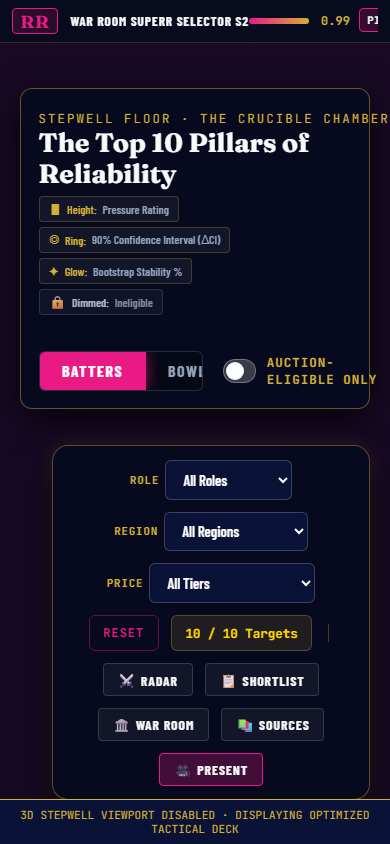 RR WAR ROOM SUPERR SELECTOR S2 0.99 PI
STEPWELL FLOOR · THE CRUCIBLE CHAMBER
The Top 10 Pillars of
Reliability
Height: Pressure Rating
Ring: 90% Confidence Interval (ΔCI)
Glow: Bootstrap Stability %
Dimmed: Ineligible
BATTERS BOWL AUCTION-
ELIGIBLE ONLY
ROLE All Roles
REGION All Regions
PRICE All Tiers
RESET 10 / 10 Targets
RADAR SHORTLIST
WAR ROOM SOURCES
PRESENT
3D STEPWELL VIEWPORT DISABLED · DISPLAYING OPTIMIZED
TACTICAL DECK